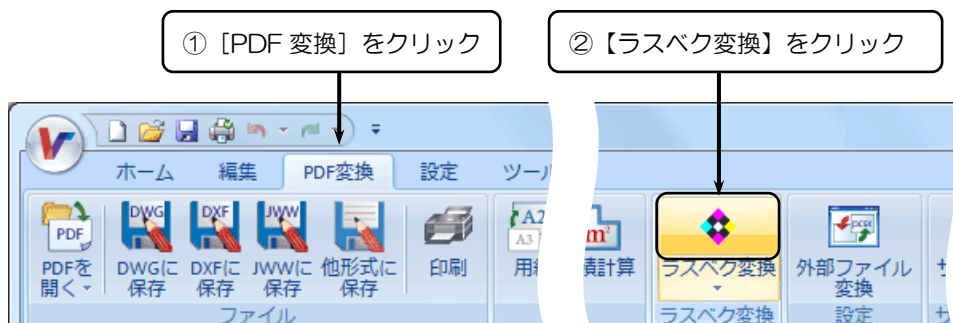 ① [PDF 変換] をクリック
② 【ラスベク変換】をクリック
ホーム 編集 PDF変換 設定 ツール
PDF DWG DXF JWW A2 A3 m²
PDFを開く DWGに保存 DXFに保存 JWWに保存 他形式に保存 印刷 積計算 ラスベク変換 外部ファイル変換
ファイル ラスベク変換 設定